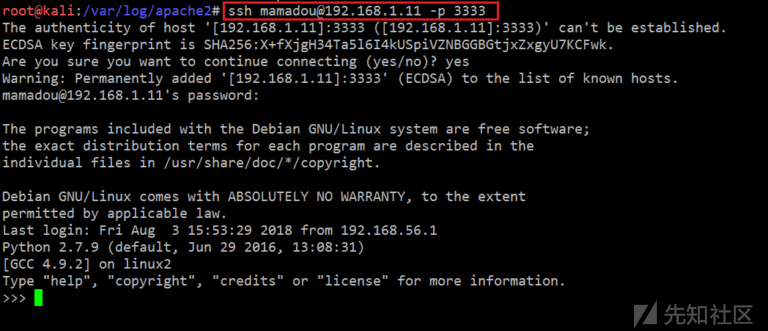 root@kali:/var/log/apache2# ssh mamadou@192.168.1.11 -p 3333
The authenticity of host '[192.168.1.11]:3333 ([192.168.1.11]:3333)' can't be established.
ECDSA key fingerprint is SHA256:X+fXjgH34Ta5l6I4kUSpiVZNBGGBGtjxZxgyU7KCFwk.
Are you sure you want to continue connecting (yes/no)? yes
Warning: Permanently added '[192.168.1.11]:3333' (ECDSA) to the list of known hosts.
mamadou@192.168.1.11's password:
The programs included with the Debian GNU/Linux system are free software;
the exact distribution terms for each program are described in the
individual files in /usr/share/doc/*/copyright.
Debian GNU/Linux comes with ABSOLUTELY NO WARRANTY, to the extent
permitted by applicable law.
Last login: Fri Aug  3 15:53:29 2018 from 192.168.56.1
Python 2.7.9 (default, Jun 29 2016, 13:08:31)
[GCC 4.9.2] on linux2
Type "help", "copyright", "credits" or "license" for more information.
>>>
先知社区